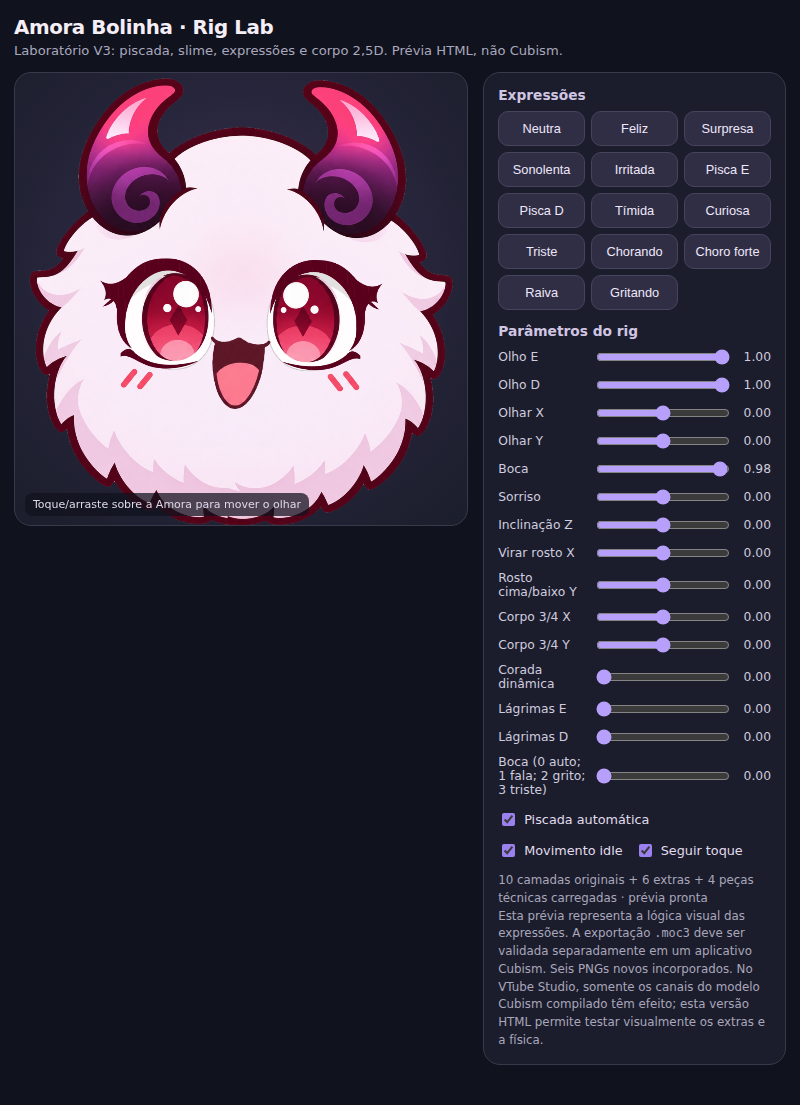 Amora Bolinha · Rig Lab
Laboratório V3: piscada, slime, expressões e corpo 2,5D. Prévia HTML, não Cubism.
Toque/arraste sobre a Amora para mover o olhar
Expressões
Neutra
Feliz
Surpresa
Sonolenta
Irritada
Pisca E
Pisca D
Tímida
Curiosa
Triste
Chorando
Choro forte
Raiva
Gritando
Parâmetros do rig
Olho E 1.00
Olho D 1.00
Olhar X 0.00
Olhar Y 0.00
Boca 0.98
Sorriso 0.00
Inclinação Z 0.00
Virar rosto X 0.00
Rosto
cima/baixo Y 0.00
Corpo 3/4 X 0.00
Corpo 3/4 Y 0.00
Corada
dinâmica 0.00
Lágrimas E 0.00
Lágrimas D 0.00
Boca (0 auto;
1 fala; 2 grito; 0.00
3 triste)
Piscada automática
Movimento idle Seguir toque
10 camadas originais + 6 extras + 4 peças
técnicas carregadas · prévia pronta
Esta prévia representa a lógica visual das
expressões. A exportação .moc3 deve ser
validada separadamente em um aplicativo
Cubism. Seis PNGs novos incorporados. No
VTube Studio, somente os canais do modelo
Cubism compilado têm efeito; esta versão
HTML permite testar visualmente os extras e
a física.